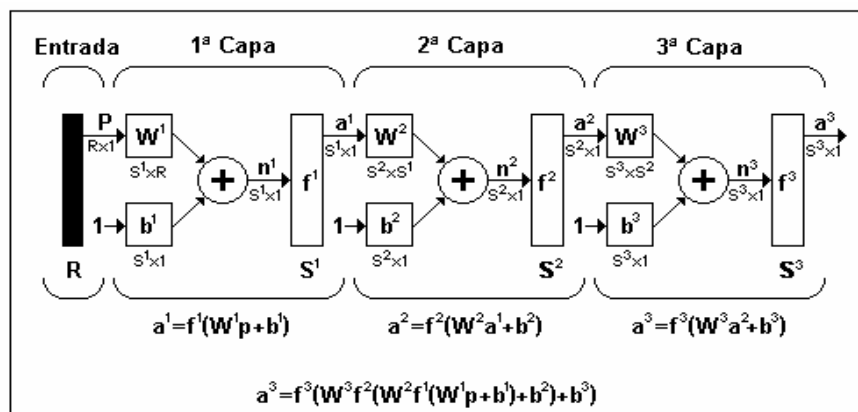 Entrada 1ª Capa 2ª Capa 3ª Capa
P a¹ a² a³
R×1 W¹ S¹×1 W² S²×1 W³ S³×1
n¹ f¹ n² f² n³ f³
S¹×R + S¹×1 S²×S¹ + S²×1 S³×S² + S³×1
1 b¹ 1 b² 1 b³
S¹×1 S²×1 S³×1
R S¹ S² S³
a¹=f¹(W¹p+b¹) a²=f²(W²a¹+b²) a³=f³(W³a²+b³)
a³=f³(W³f²(W²f¹(W¹p+b¹)+b²)+b³)